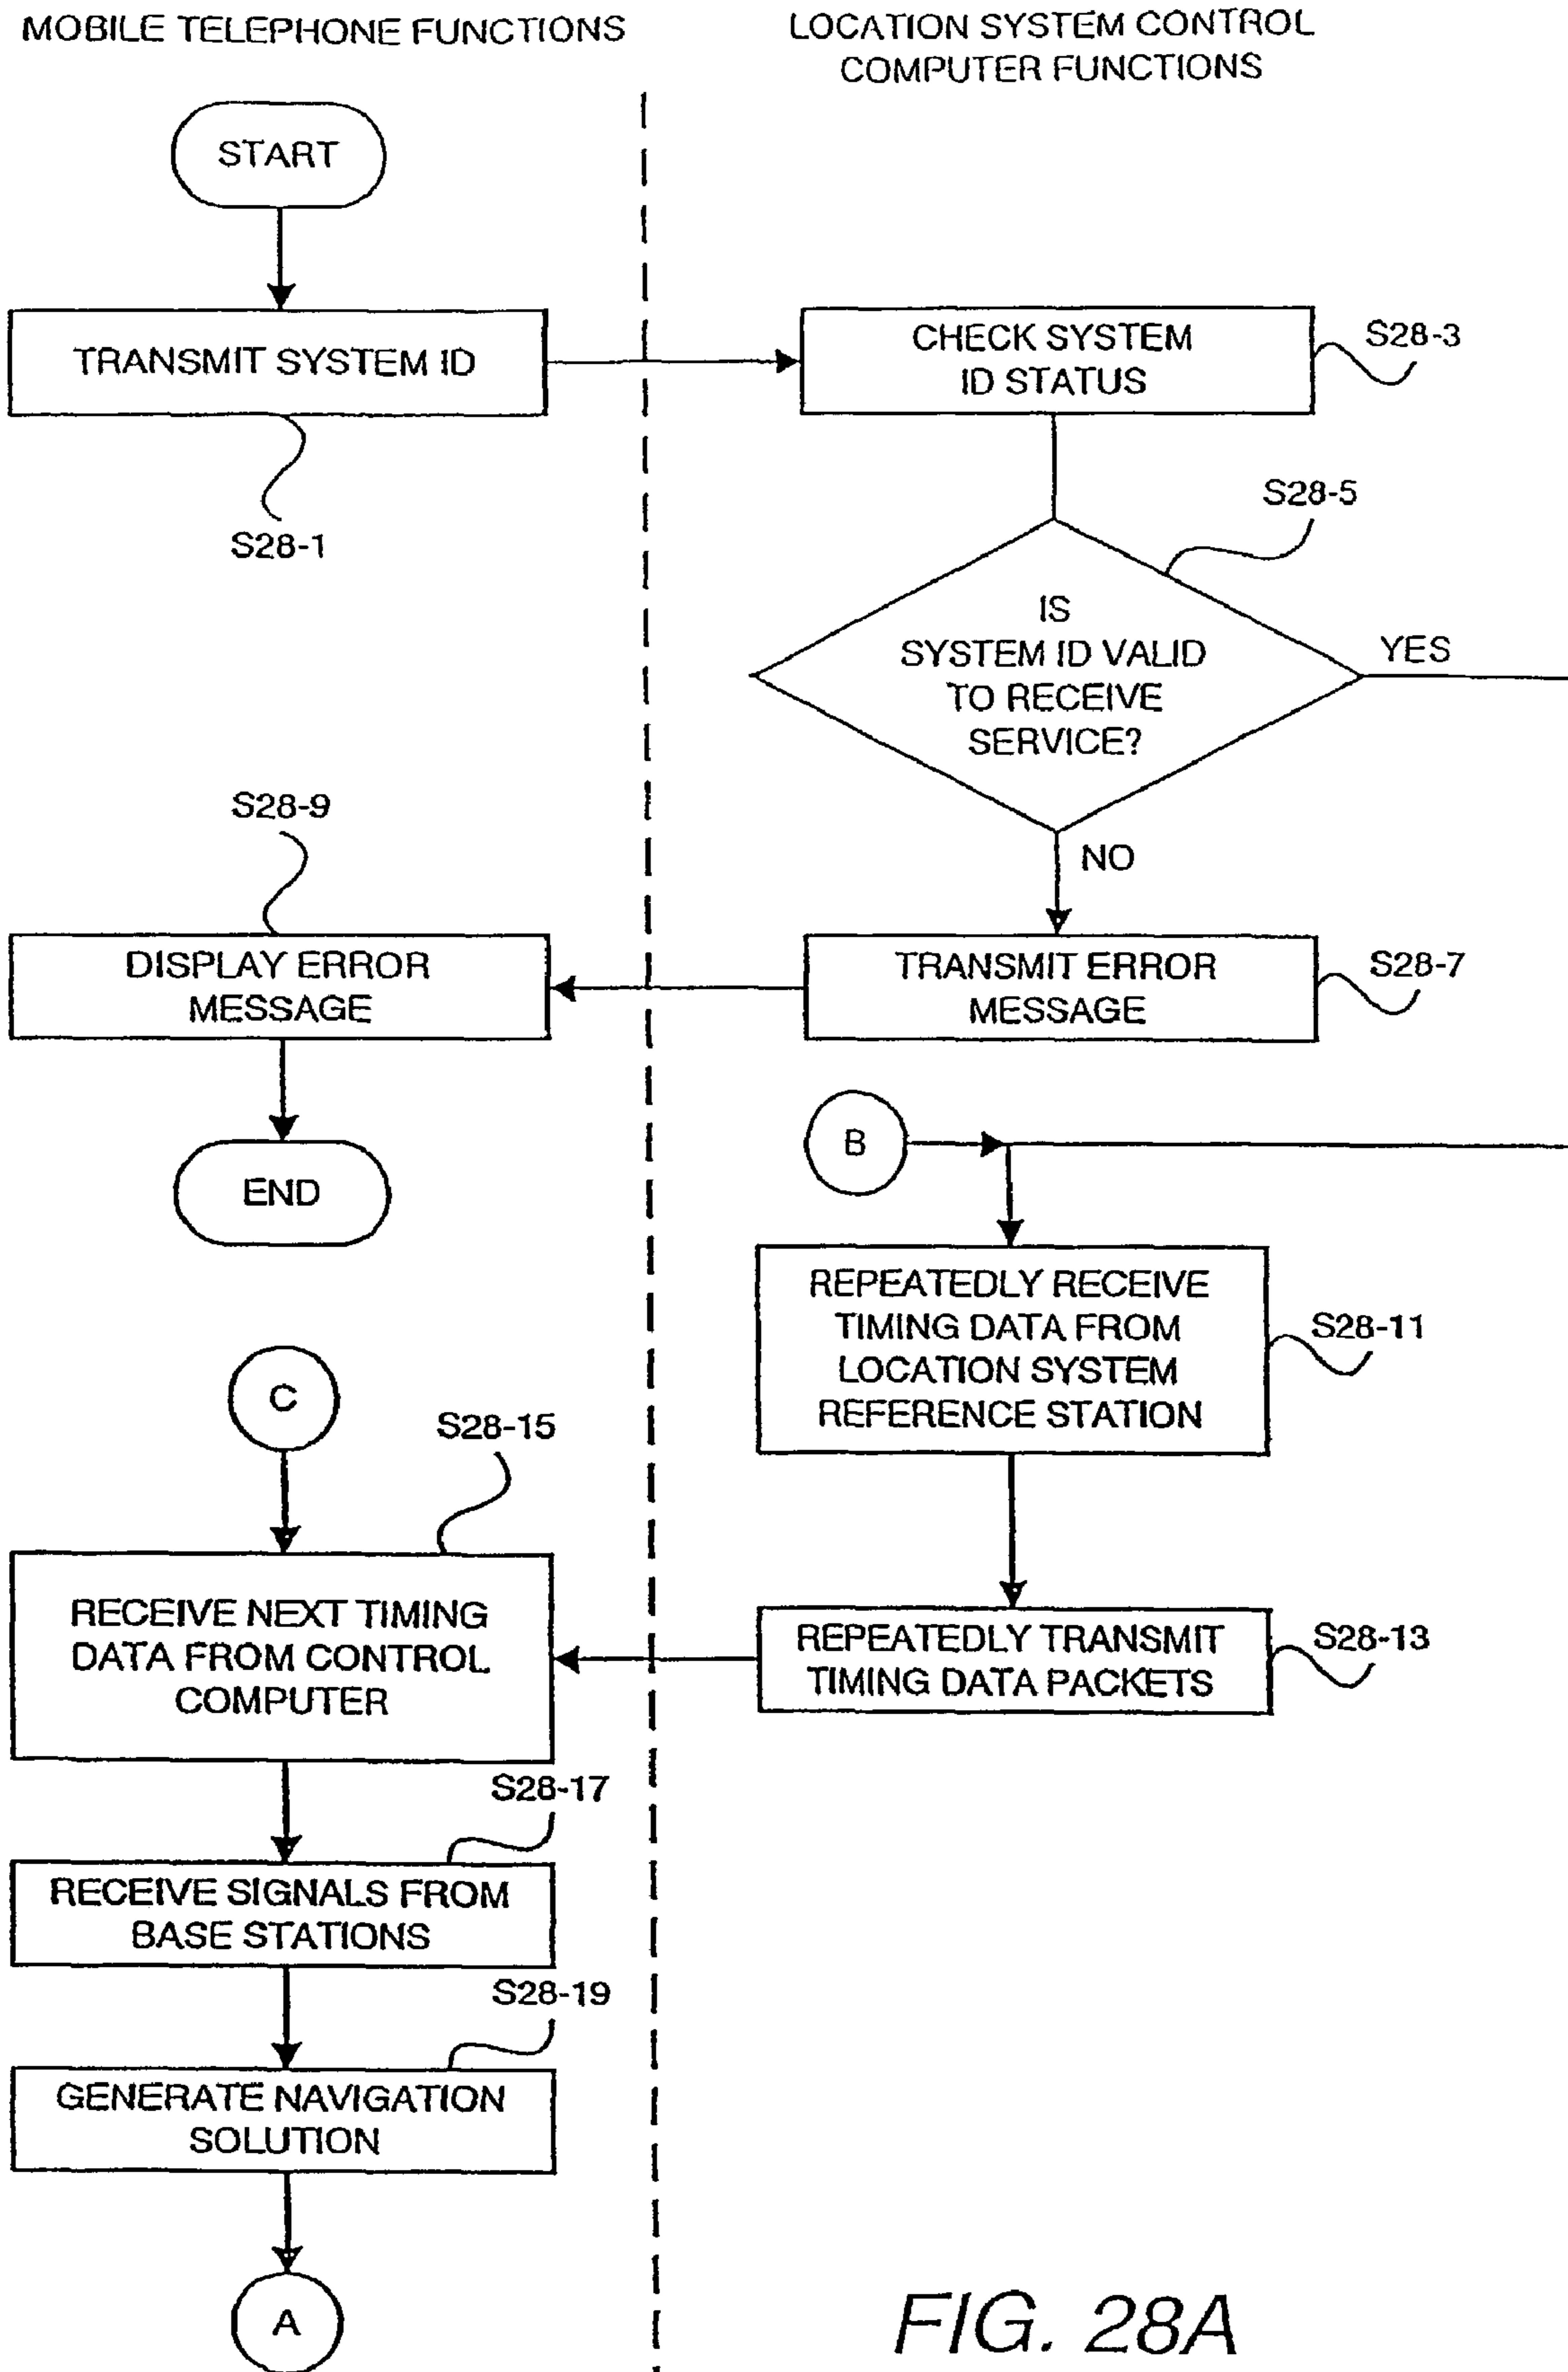 MOBILE TELEPHONE FUNCTIONS
LOCATION SYSTEM CONTROL
COMPUTER FUNCTIONS
START
TRANSMIT SYSTEM ID
S28-1
CHECK SYSTEM
ID STATUS
S28-3
S28-5
IS
SYSTEM ID VALID
TO RECEIVE
SERVICE?
YES
NO
S28-9
DISPLAY ERROR
MESSAGE
TRANSMIT ERROR
MESSAGE
S28-7
END
B
REPEATEDLY RECEIVE
TIMING DATA FROM
LOCATION SYSTEM
REFERENCE STATION
S28-11
C
S28-15
RECEIVE NEXT TIMING
DATA FROM CONTROL
COMPUTER
REPEATEDLY TRANSMIT
TIMING DATA PACKETS
S28-13
S28-17
RECEIVE SIGNALS FROM
BASE STATIONS
S28-19
GENERATE NAVIGATION
SOLUTION
A
FIG. 28A